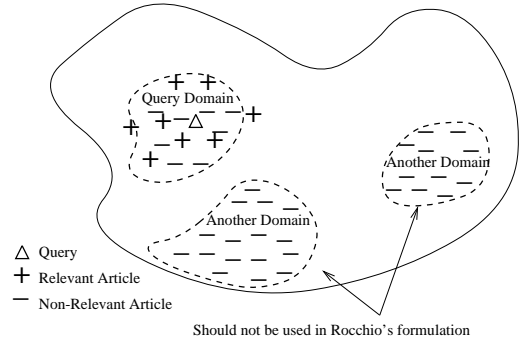 Query Domain
Another Domain
Another Domain
Query
Relevant Article
Non-Relevant Article
Should not be used in Rocchio's formulation